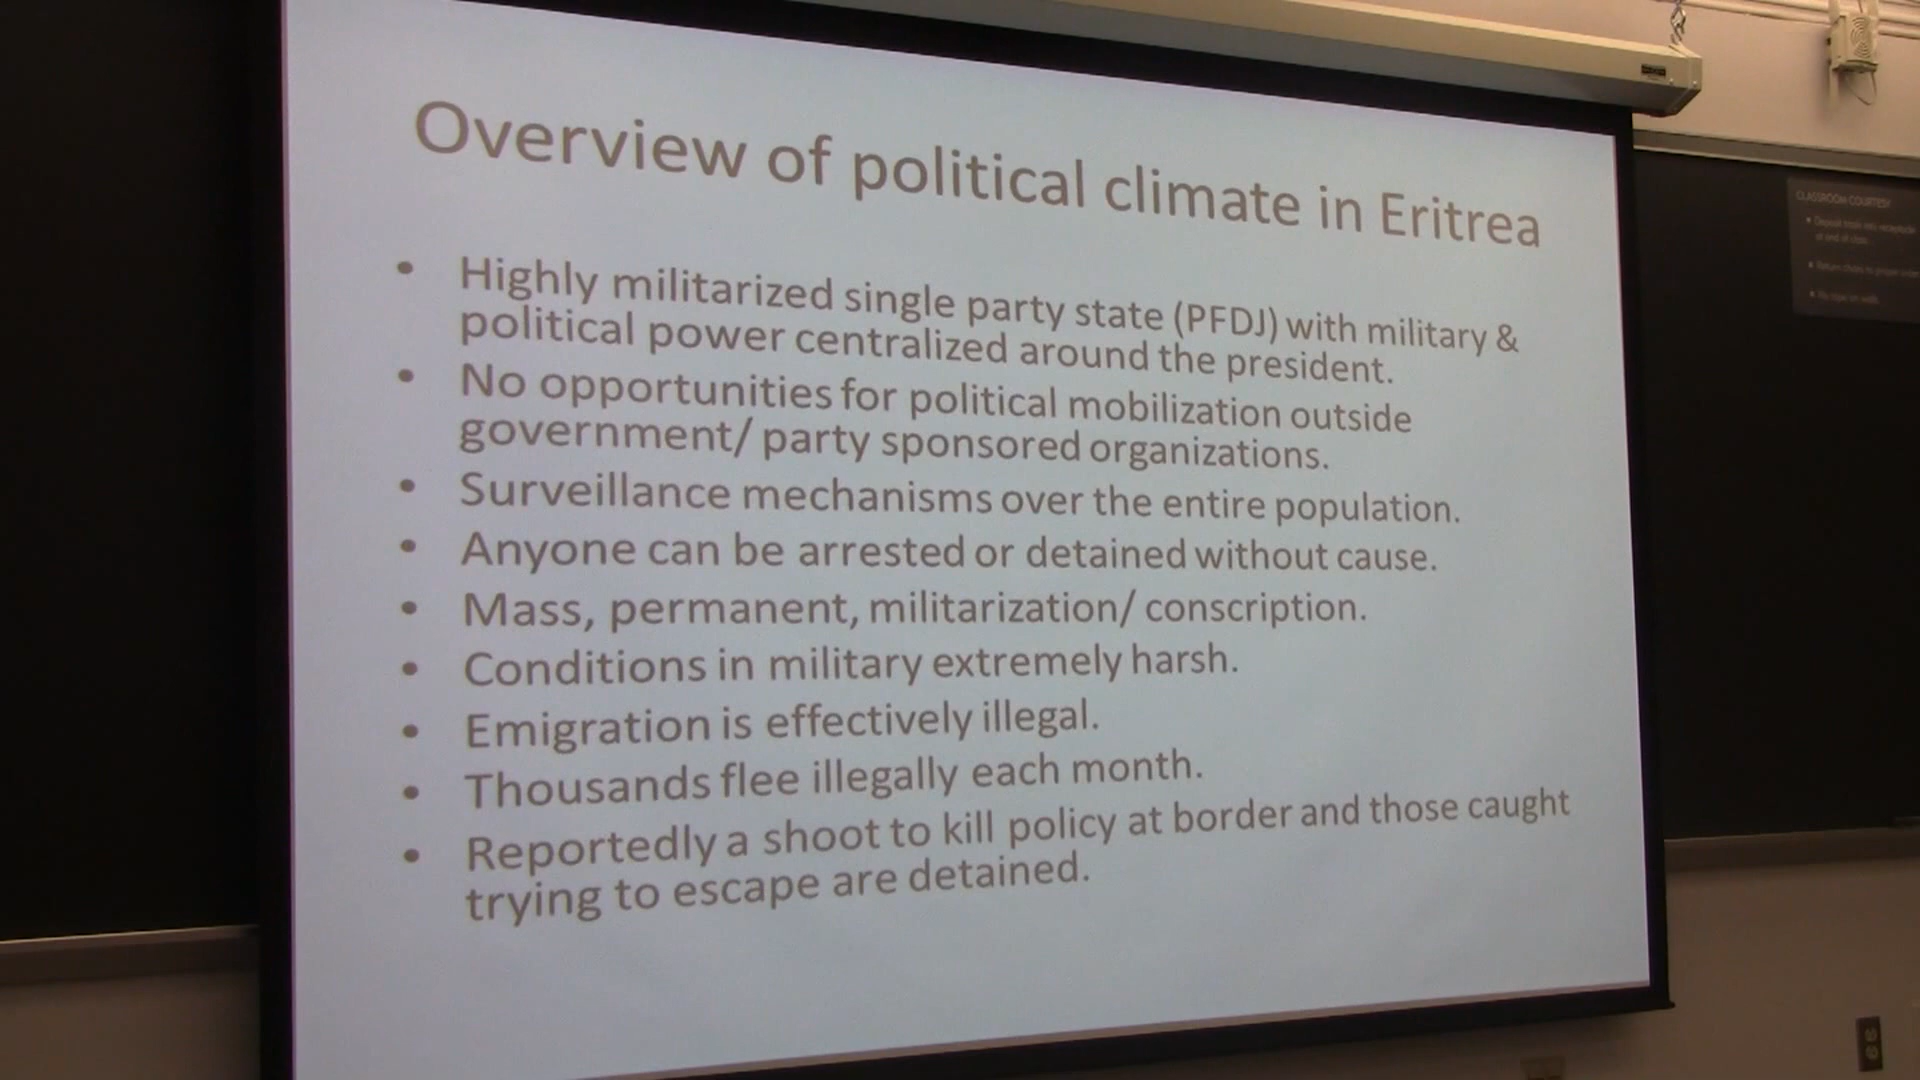 Overview of political climate in Eritrea
• Highly militarized single party state (PFDJ) with military &
political power centralized around the president.
• No opportunities for political mobilization outside
government/ party sponsored organizations.
• Surveillance mechanisms over the entire population.
• Anyone can be arrested or detained without cause.
• Mass, permanent, militarization/ conscription.
• Conditions in military extremely harsh.
• Emigration is effectively illegal.
• Thousands flee illegally each month.
• Reportedly a shoot to kill policy at border and those caught
trying to escape are detained.
CLASSROOM COURTESY